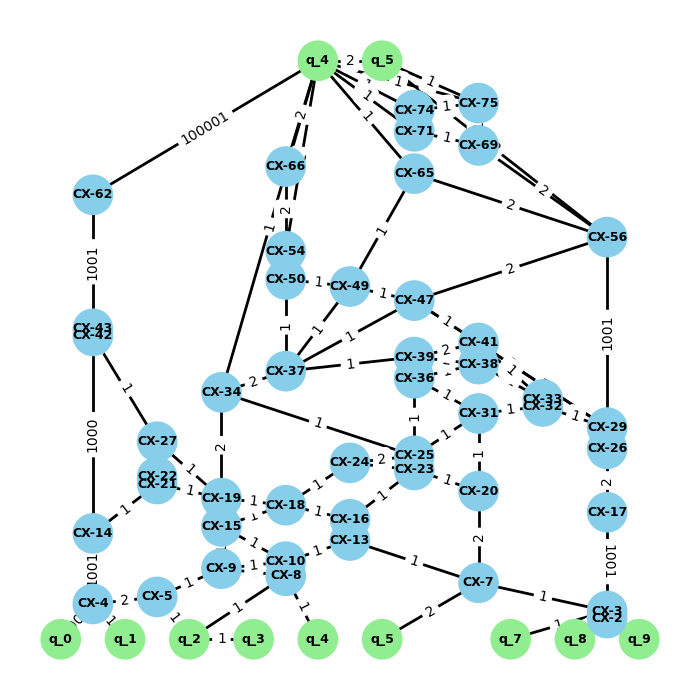 q_4 2 q_5
1 1
CX-74 1 CX-75
1
2 1 CX-71 1 CX-69
100001
CX-66 CX-65
2
CX-62
2 2
1 1
CX-56
CX-54
1001 2
CX-50 1 CX-49 1 CX-47
CX-43
CX-42
1 1 1 1 1001
CX-41
CX-39 2
CX-37 1 CX-38 1
2 CX-36
1 CX-34
CX-33
CX-32
1 CX-31 1 1
1 1 CX-29
1000 CX-27 2 1 CX-26
CX-25
CX-24 2 CX-23 1
1
CX-22
CX-21 1 1 1 2
CX-19 1 CX-18 CX-20
1 1 1 CX-17
CX-14 CX-15 CX-16
1 2
1 CX-13
1 1001
1001 CX-9 1 CX-10 1
CX-8 CX-7
1
CX-4 2 CX-5 1 1 CX-3
1 2 CX-2
1 1
q_0 q_1 q_2 1 q_3 q_4 q_5 q_7 q_8 q_9